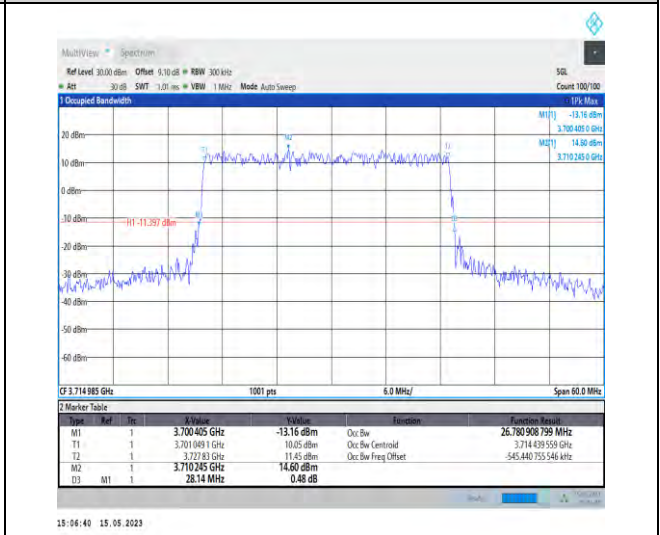 MultiView Spectrum
Ref Level 30.00 dBm Offset 9.10 dB RBW 300 kHz SGL
Att 30 dB SWT 1.01 ms VBW 1 MHz Mode Auto Sweep Count 100/100
1 Occupied Bandwidth 1Pk Max
M1[1] -13.16 dBm
3.700 405 0 GHz
M2[1] 14.60 dBm
3.710 245 0 GHz
20 dBm
M2
T1
T2
10 dBm
0 dBm
-10 dBm
M1
D3
H1 -11.397 dBm
-20 dBm
-30 dBm
-40 dBm
-50 dBm
-60 dBm
CF 3.714 985 GHz 1001 pts 6.0 MHz/ Span 60.0 MHz
2 Marker Table
Type Ref Trc X-Value Y-Value Function Function Result
M1 1 3.700 405 GHz -13.16 dBm Occ Bw 26.780 908 799 MHz
T1 1 3.701 049 1 GHz 10.05 dBm Occ Bw Centroid 3.714 439 559 GHz
T2 1 3.727 83 GHz 11.45 dBm Occ Bw Freq Offset -545.440 755 546 kHz
M2 1 3.710 245 GHz 14.60 dBm
D3 M1 1 28.14 MHz 0.48 dB
15:06:40 15.05.2023